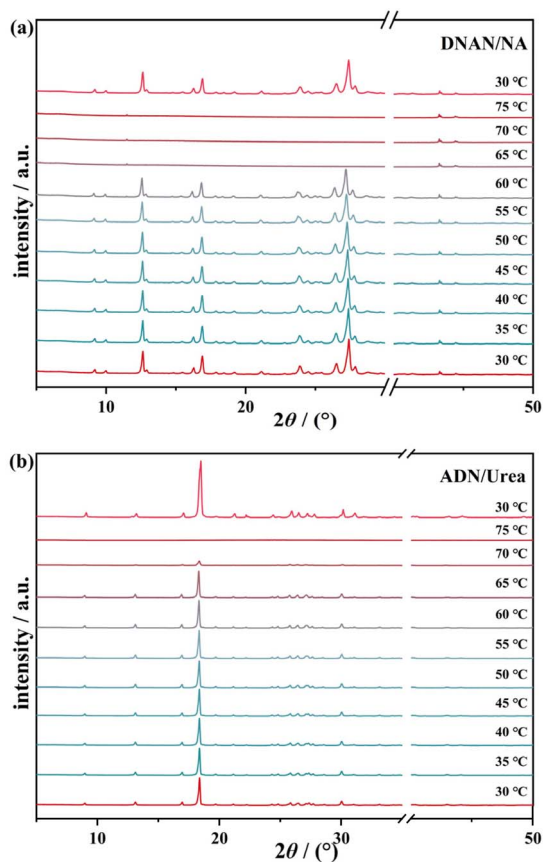 (a)
DNAN/NA
30 ℃
75 ℃
70 ℃
65 ℃
60 ℃
55 ℃
50 ℃
45 ℃
40 ℃
35 ℃
30 ℃
intensity / a.u.
10 20 50
2θ / (°)
(b)
ADN/Urea
30 ℃
75 ℃
70 ℃
65 ℃
60 ℃
55 ℃
50 ℃
45 ℃
40 ℃
35 ℃
30 ℃
intensity / a.u.
10 20 30 50
2θ / (°)